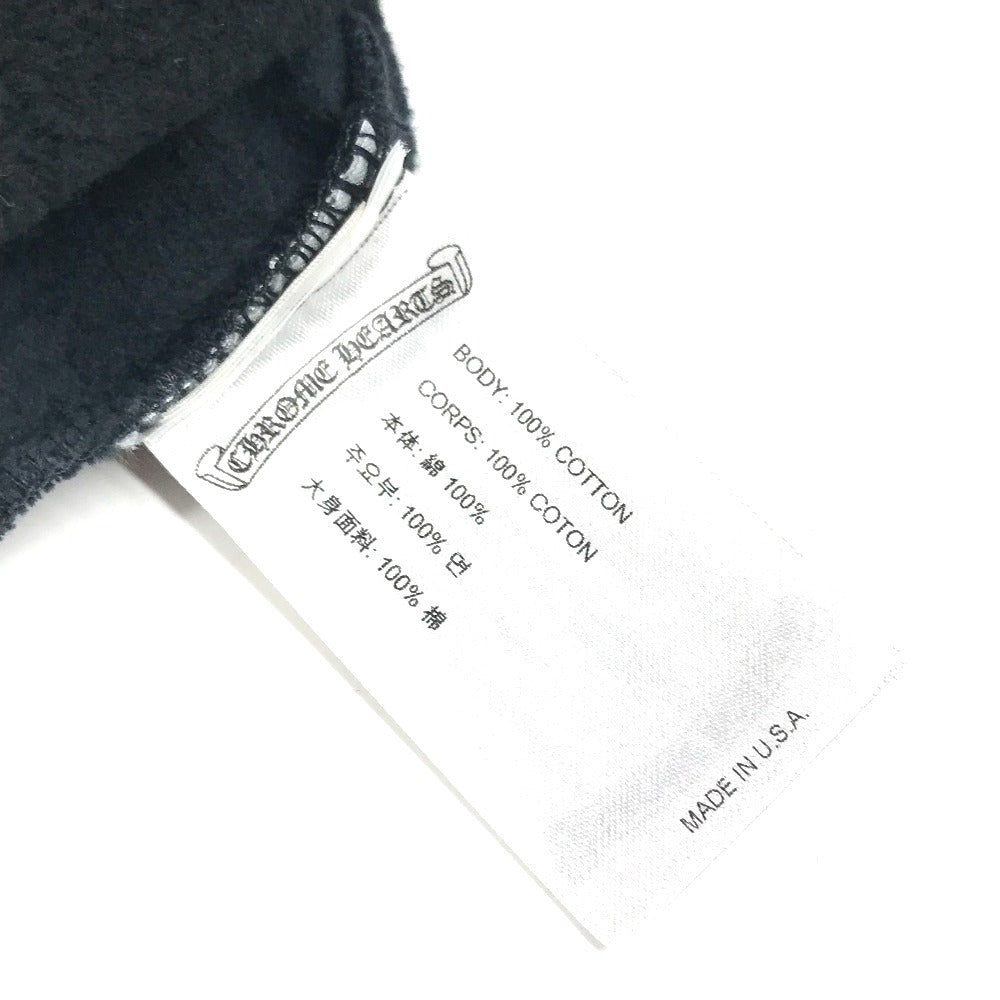 CHROME HEARTS
BODY: 100% COTTON
CORPS: 100% COTON
本体: 綿 100%
주요부: 100% 면
大身面料: 100% 棉
MADE IN U.S.A.